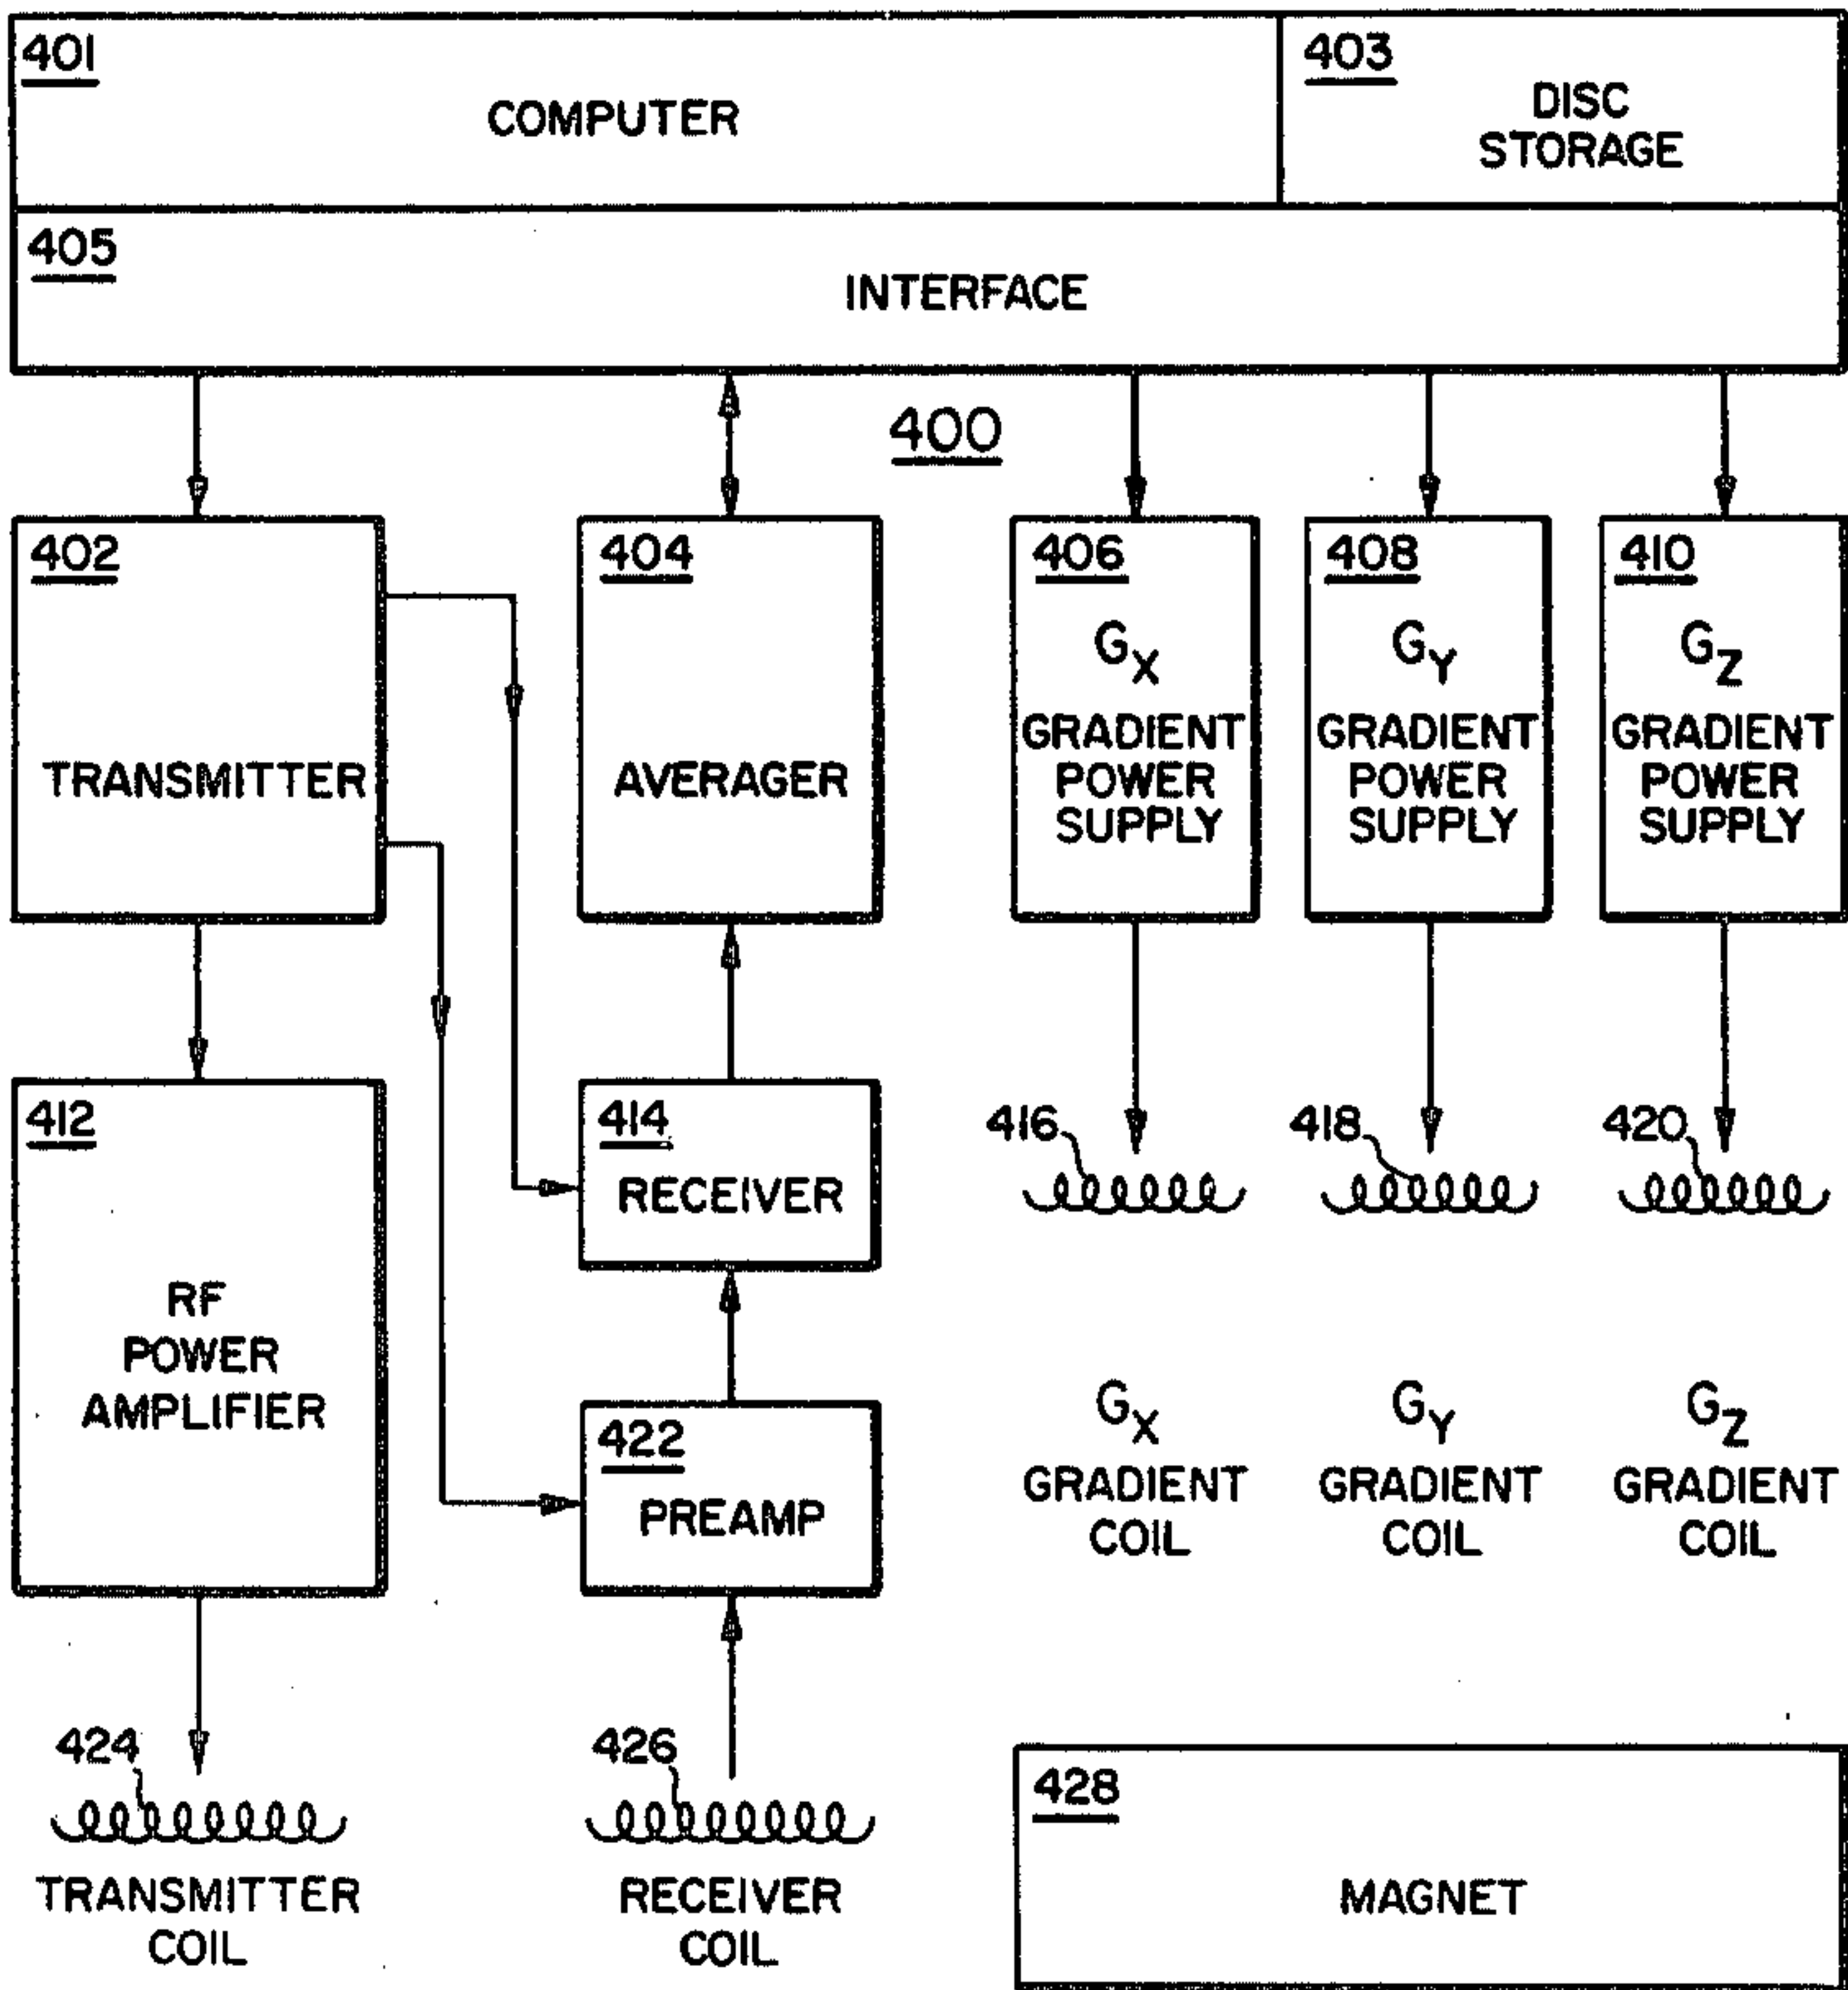 401
COMPUTER
403
DISC
STORAGE
405
INTERFACE
400
402
TRANSMITTER
404
AVERAGER
406
GX
GRADIENT
POWER
SUPPLY
408
GY
GRADIENT
POWER
SUPPLY
410
GZ
GRADIENT
POWER
SUPPLY
412
RF
POWER
AMPLIFIER
414
RECEIVER
416
418
420
422
PREAMP
GX
GRADIENT
COIL
GY
GRADIENT
COIL
GZ
GRADIENT
COIL
424
TRANSMITTER
COIL
426
RECEIVER
COIL
428
MAGNET